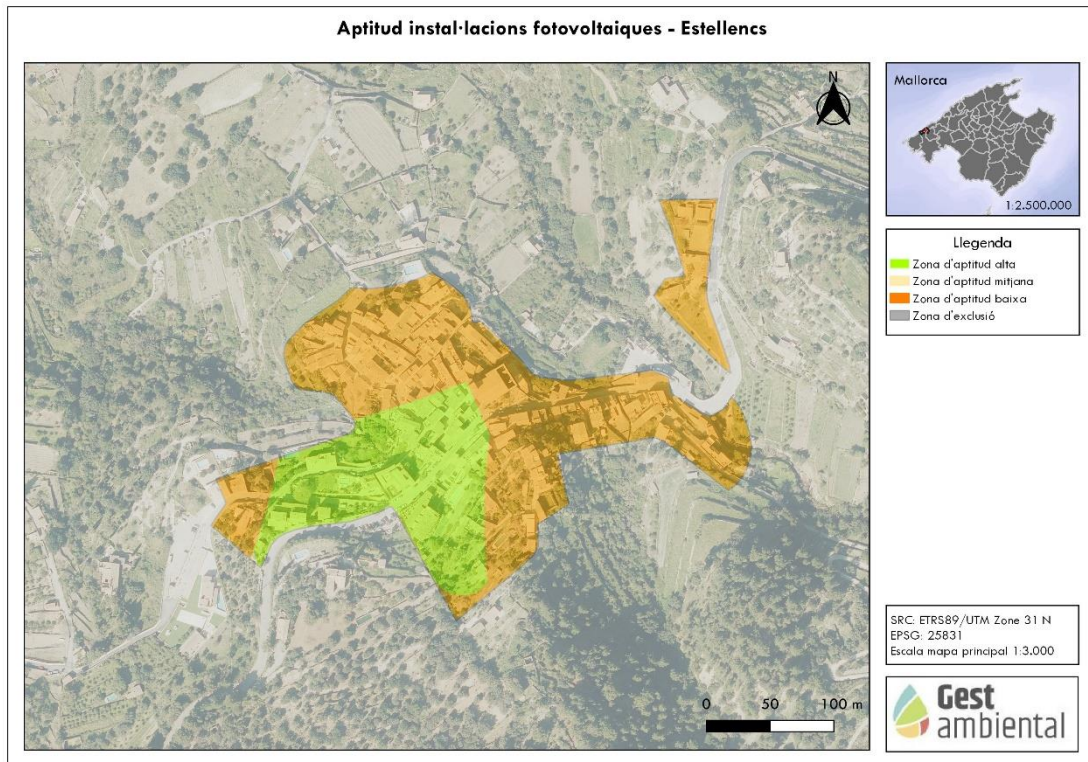 Aptitud instal·lacions fotovoltaiques - Estellencs
N
Mallorca
1:2.500.000
Llegenda
Zona d'aptitud alta
Zona d'aptitud mitjana
Zona d'aptitud baixa
Zona d'exclusió
SRC: ETRS89/UTM Zone 31 N
EPSG: 25831
Escala mapa principal 1:3.000
0 50 100 m
Gest
ambiental